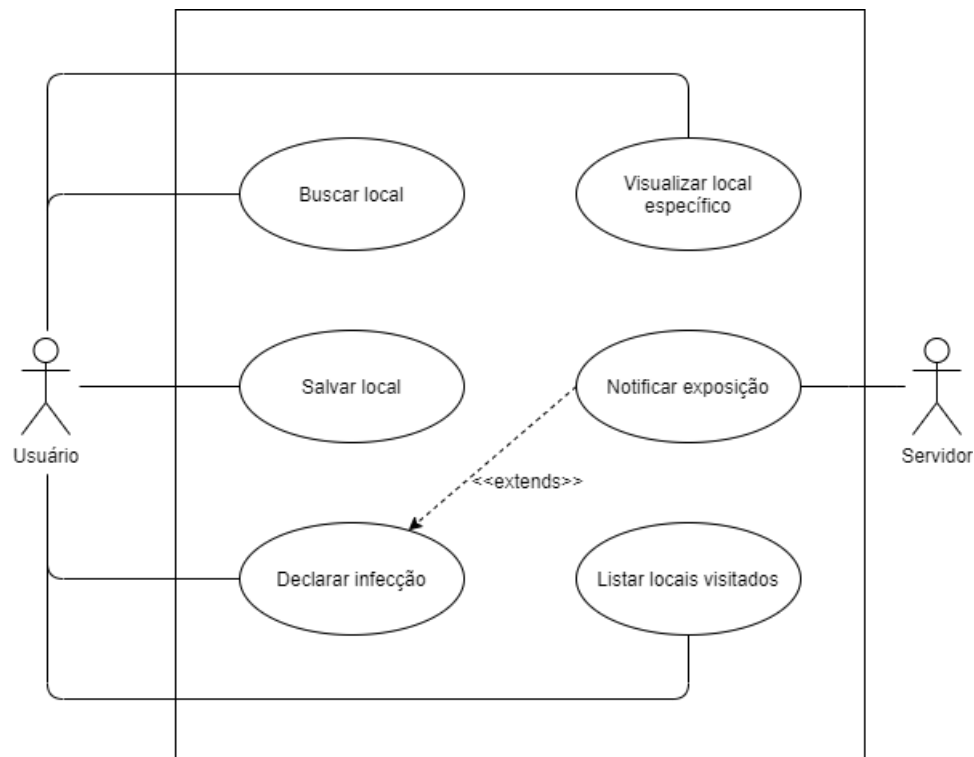 Buscar local
Visualizar local
específico
Salvar local
Notificar exposição
Usuário
Servidor
<<extends>>
Declarar infecção
Listar locais visitados